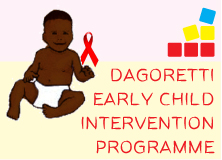 DAGORETTI
EARLY CHILD
INTERVENTION
PROGRAMME